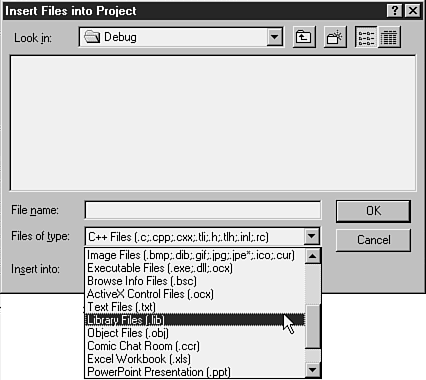 Insert Files into Project
Look in: Debug
File name:
OK
Files of type: C++ Files (.c;.cpp;.cxx;.tli;.h;.tlh;.inl;.rc)
Cancel
Insert into:
Image Files (.bmp;.dib;.gif;.jpg;.jpe*;.ico;.cur)
Executable Files (.exe;.dll;.ocx)
Browse Info Files (.bsc)
ActiveX Control Files (.ocx)
Text Files (.txt)
Library Files (.lib)
Object Files (.obj)
Comic Chat Room (.ccr)
Excel Workbook (.xls)
PowerPoint Presentation (.ppt)